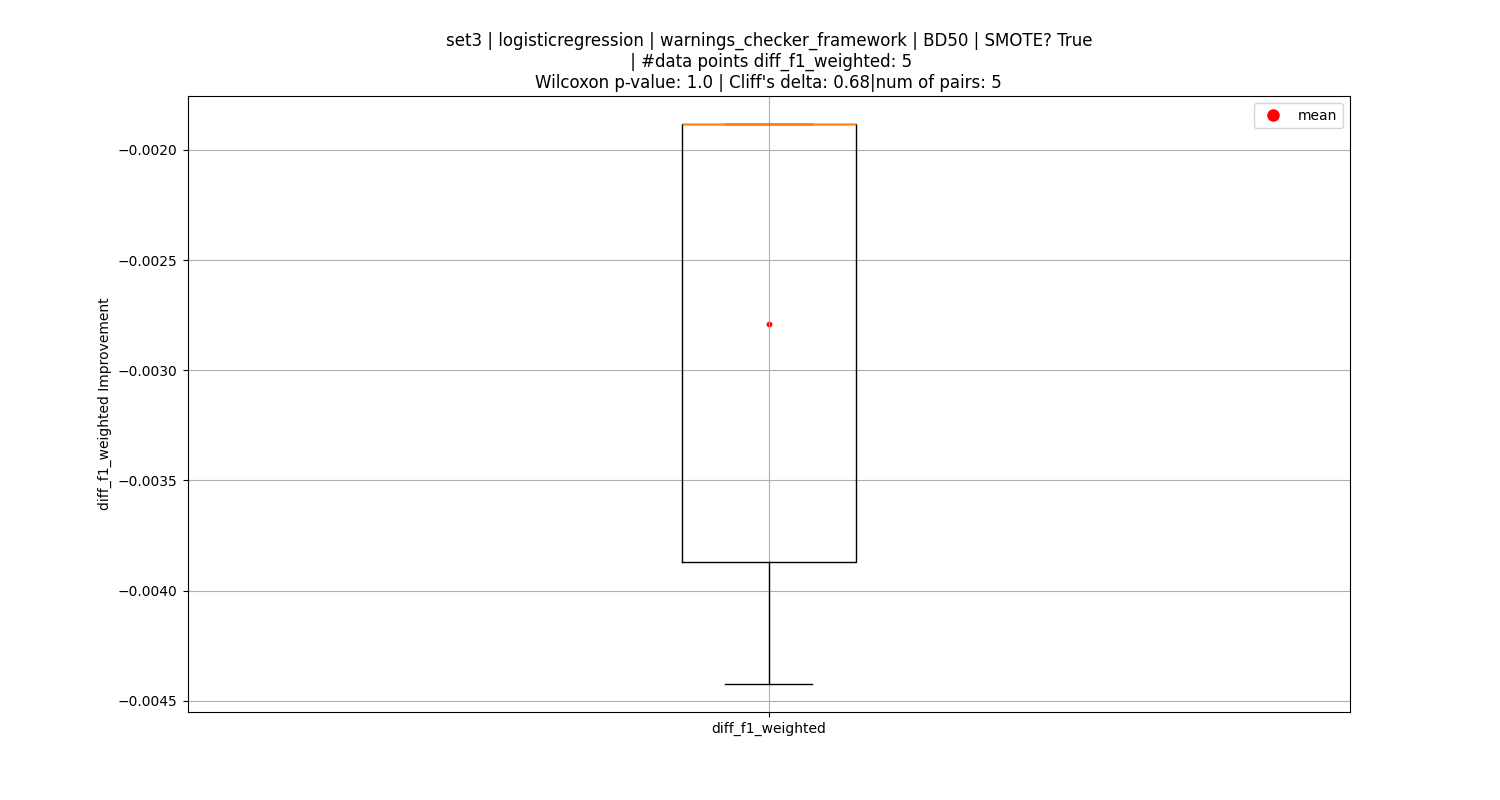 set3 | logisticregression | warnings_checker_framework | BD50 | SMOTE? True
| #data points diff_f1_weighted: 5
Wilcoxon p-value: 1.0 | Cliff's delta: 0.68|num of pairs: 5
mean
−0.0020
−0.0025
−0.0030
−0.0035
−0.0040
−0.0045
diff_f1_weighted Improvement
diff_f1_weighted